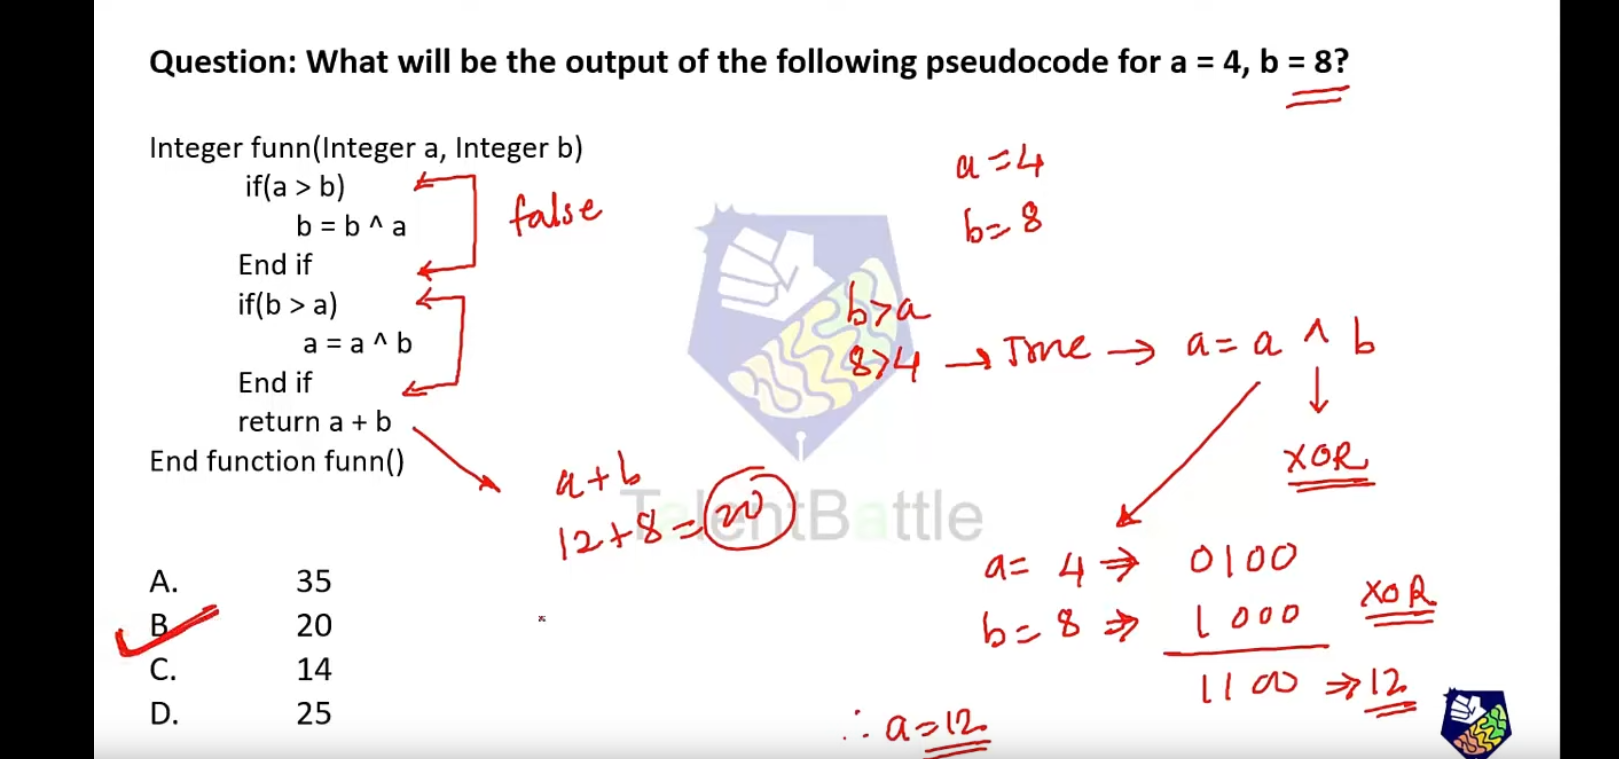 Question: What will be the output of the following pseudocode for a = 4, b = 8?
Integer funn(Integer a, Integer b)
if(a > b)
b = b ^ a
End if
if(b > a)
a = a ^ b
End if
return a + b
End function funn()
false
a = 4
b = 8
b>a
8>4 → True → a = a ^ b
↓
XOR
a+b
12+8=20
TalentBattle
a = 4 ⇒ 0100
b = 8 ⇒ 1000 XOR
1100 ⇒ 12
∴ a=12
A. 35
B. 20
C. 14
D. 25